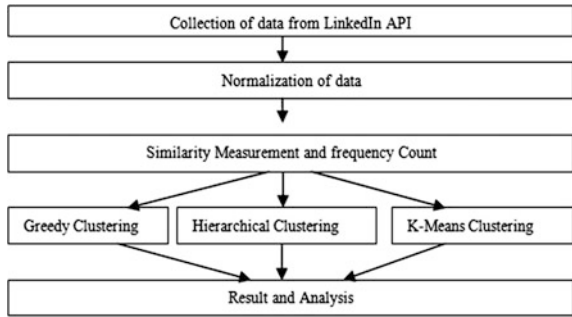 Collection of data from LinkedIn API
Normalization of data
Similarity Measurement and frequency Count
Greedy Clustering
Hierarchical Clustering
K-Means Clustering
Result and Analysis